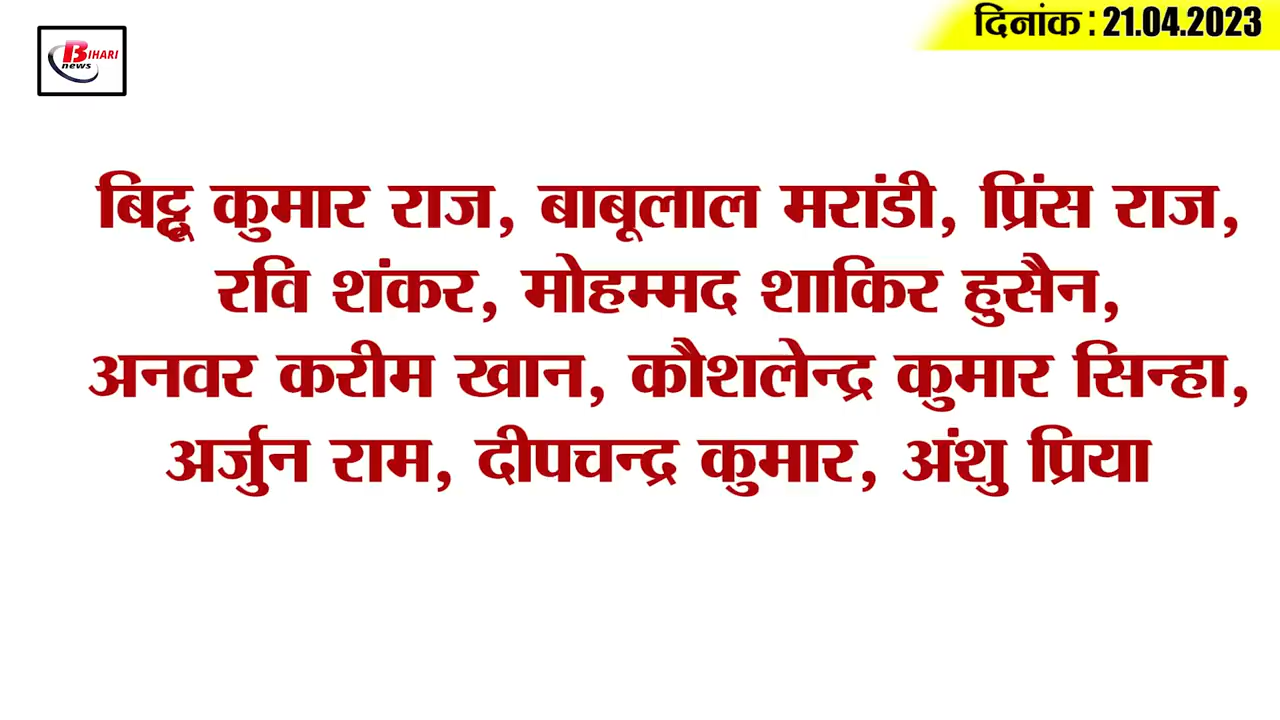 BIHARI
news
दिनांक : 21.04.2023
बिट्टू कुमार राज, बाबूलाल मरांडी, प्रिंस राज,
रवि शंकर, मोहम्मद शाकिर हुसैन,
अनवर करीम खान, कौशलेन्द्र कुमार सिन्हा,
अर्जुन राम, दीपचन्द्र कुमार, अंशु प्रिया